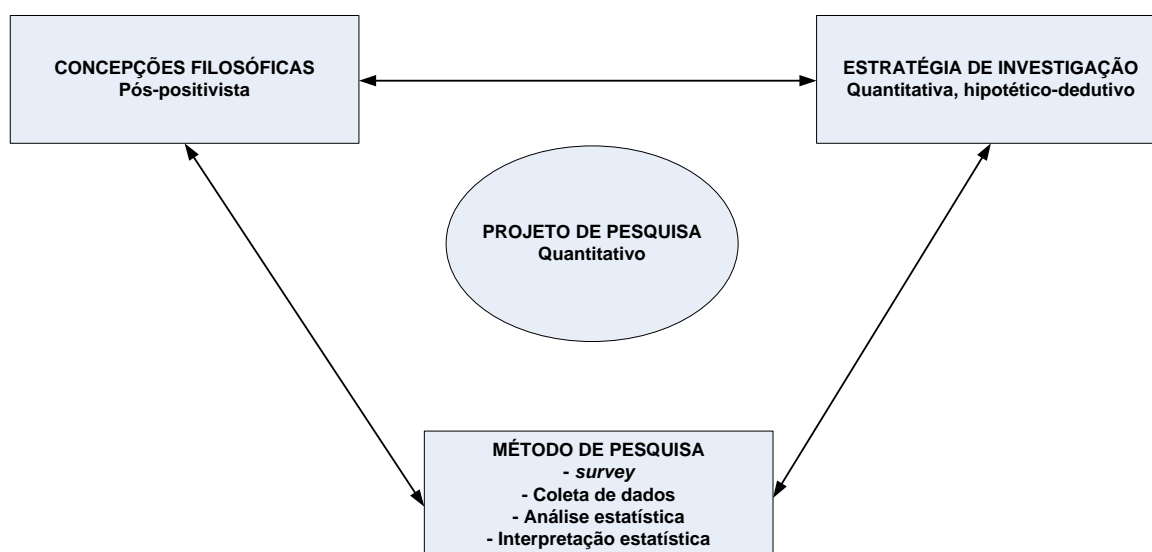 CONCEPÇÕES FILOSÓFICAS
Pós-positivista
ESTRATÉGIA DE INVESTIGAÇÃO
Quantitativa, hipotético-dedutivo
PROJETO DE PESQUISA
Quantitativo
MÉTODO DE PESQUISA
- survey
- Coleta de dados
- Análise estatística
- Interpretação estatística